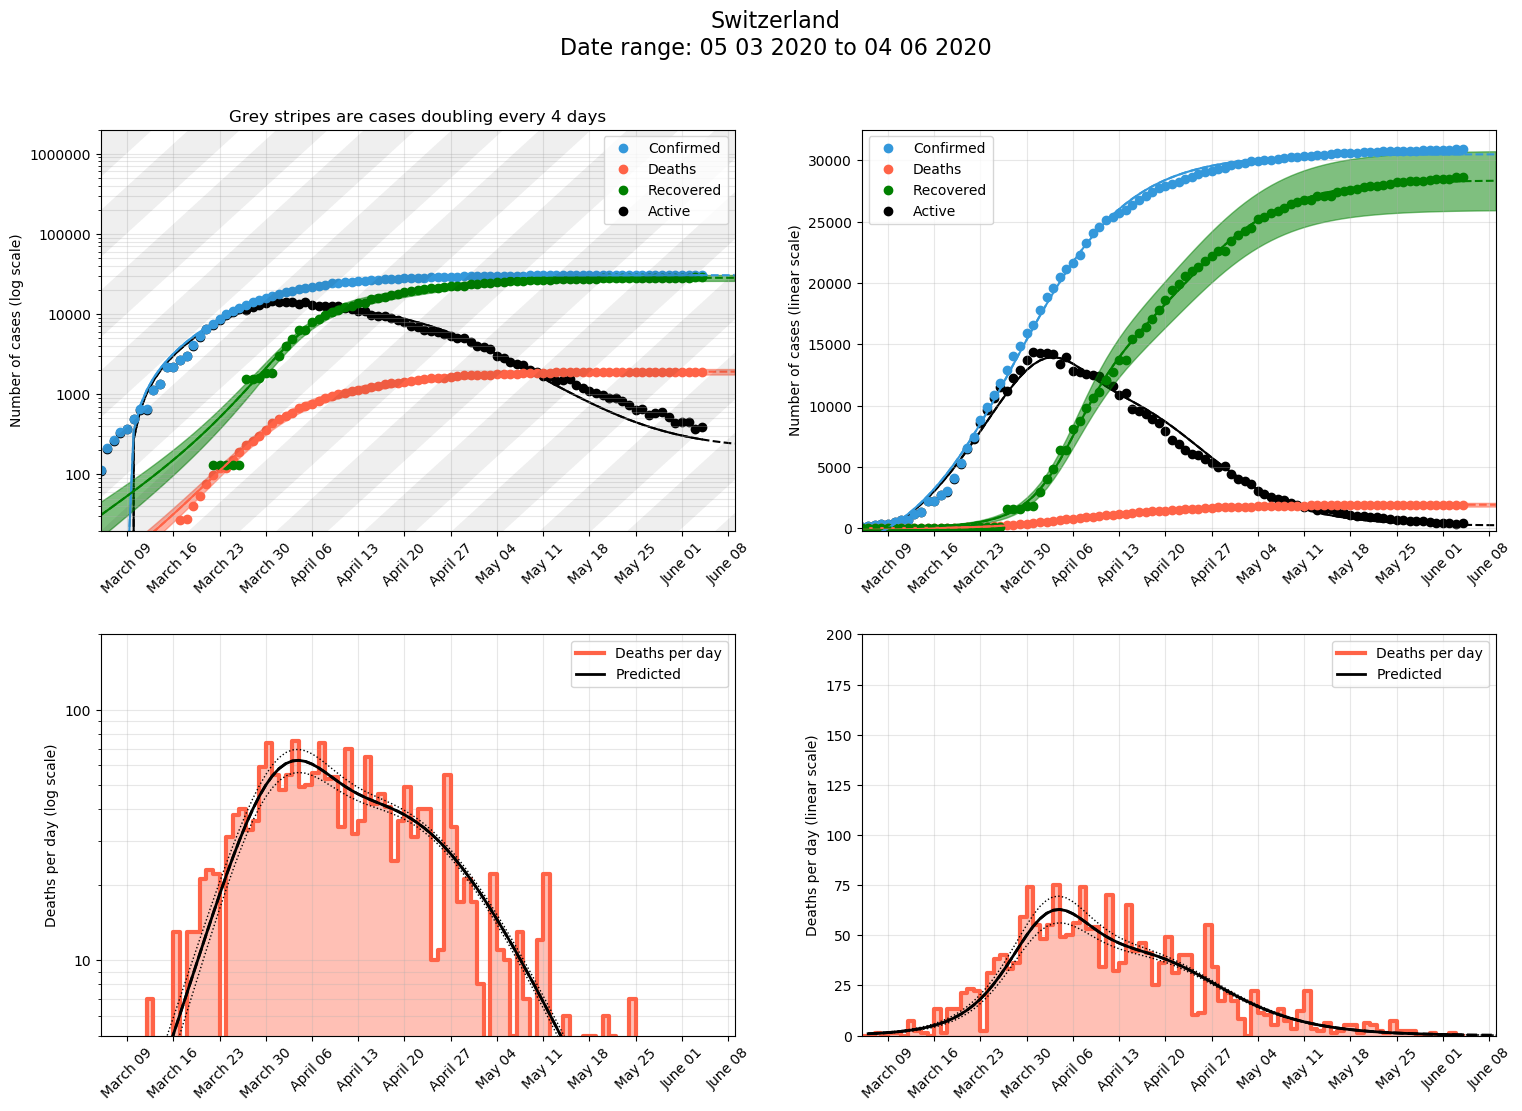 Switzerland
Date range: 05 03 2020 to 04 06 2020
Grey stripes are cases doubling every 4 days
Number of cases (log scale)
1000000
100000
10000
1000
100
Confirmed
Deaths
Recovered
Active
March 09
March 16
March 23
March 30
April 06
April 13
April 20
April 27
May 04
May 11
May 18
May 25
June 01
June 08
Number of cases (linear scale)
30000
25000
20000
15000
10000
5000
0
Confirmed
Deaths
Recovered
Active
March 09
March 16
March 23
March 30
April 06
April 13
April 20
April 27
May 04
May 11
May 18
May 25
June 01
June 08
Deaths per day (log scale)
100
10
Deaths per day
Predicted
March 09
March 16
March 23
March 30
April 06
April 13
April 20
April 27
May 04
May 11
May 18
May 25
June 01
June 08
Deaths per day (linear scale)
200
175
150
125
100
75
50
25
0
Deaths per day
Predicted
March 09
March 16
March 23
March 30
April 06
April 13
April 20
April 27
May 04
May 11
May 18
May 25
June 01
June 08